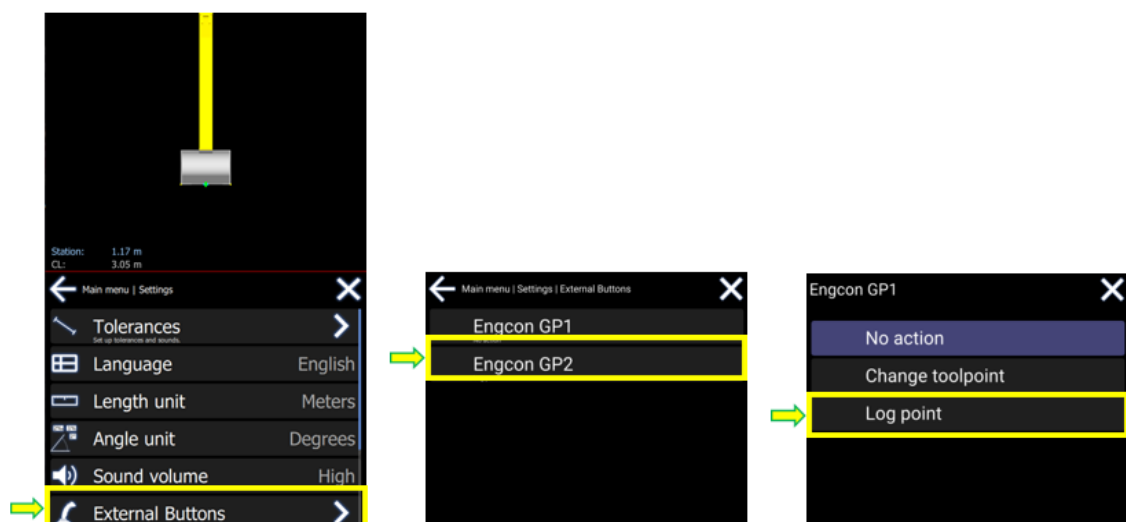 Station: 1.17 m
CL: 3.05 m
Main menu | Settings
Tolerances
Set up tolerances and sounds.
Language English
Length unit Meters
Angle unit Degrees
Sound volume High
External Buttons
Main menu | Settings | External Buttons
Engcon GP1
Engcon GP2
Engcon GP1
No action
Change toolpoint
Log point